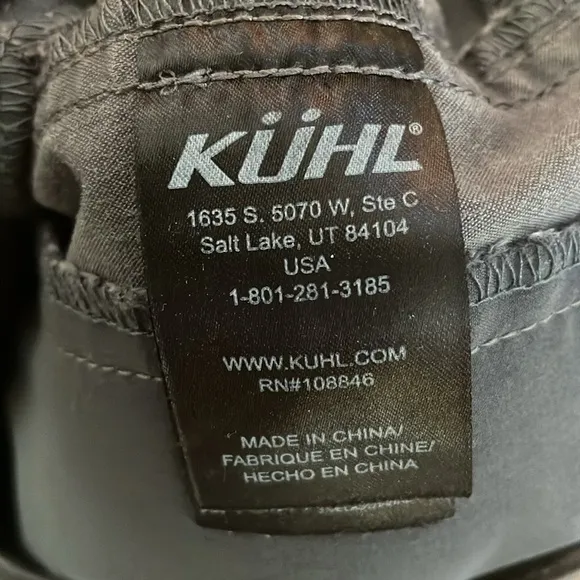 KÜHL®
1635 S. 5070 W, Ste C
Salt Lake, UT 84104
USA
1-801-281-3185
WWW.KUHL.COM
RN#108846
MADE IN CHINA/
FABRIQUE EN CHINE/
HECHO EN CHINA